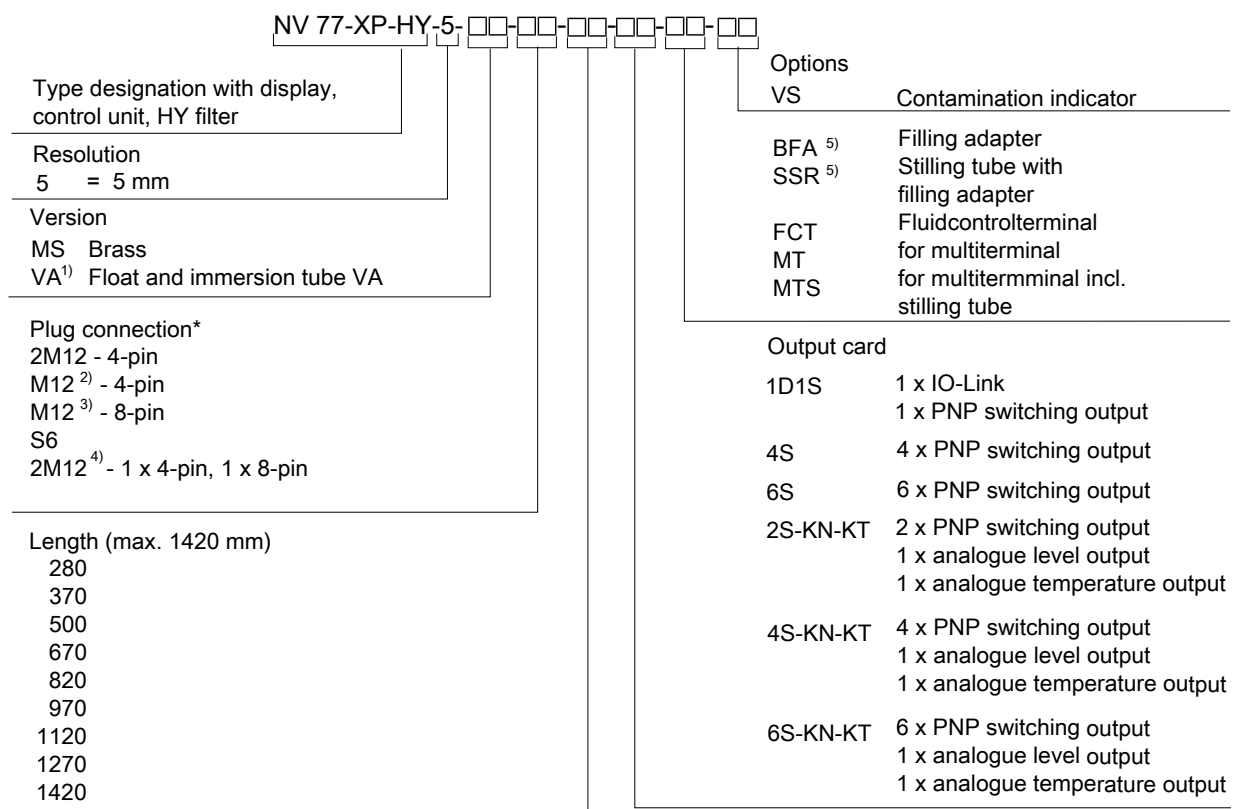 NV 77-XP-HY-5- □□-□□-□□-□□-□□-□□
Type designation with display,
control unit, HY filter
Resolution
5 = 5 mm
Version
MS Brass
VA1) Float and immersion tube VA
Plug connection*
2M12 - 4-pin
M12 2) - 4-pin
M12 3) - 8-pin
S6
2M12 4) - 1 x 4-pin, 1 x 8-pin
Length (max. 1420 mm)
280
370
500
670
820
970
1120
1270
1420
Options
VS Contamination indicator
BFA 5) Filling adapter
SSR 5) Stilling tube with
filling adapter
FCT Fluidcontrolterminal
MT for multiterminal
MTS for multitermminal incl.
stilling tube
Output card
1D1S 1 x IO-Link
1 x PNP switching output
4S 4 x PNP switching output
6S 6 x PNP switching output
2S-KN-KT 2 x PNP switching output
1 x analogue level output
1 x analogue temperature output
4S-KN-KT 4 x PNP switching output
1 x analogue level output
1 x analogue temperature output
6S-KN-KT 6 x PNP switching output
1 x analogue level output
1 x analogue temperature output